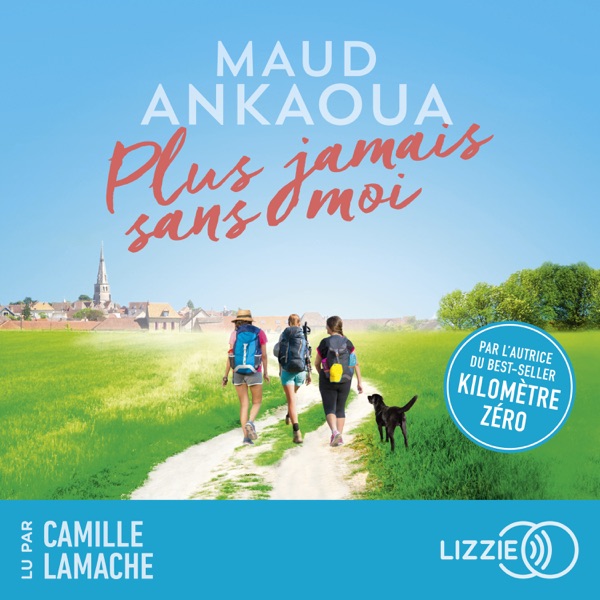 MAUD
ANKAOUA
Plus jamais
sans moi
PAR L'AUTRICE
DU BEST-SELLER
KILOMÈTRE
ZÉRO
LU PAR
CAMILLE
LAMACHE
LIZZIE